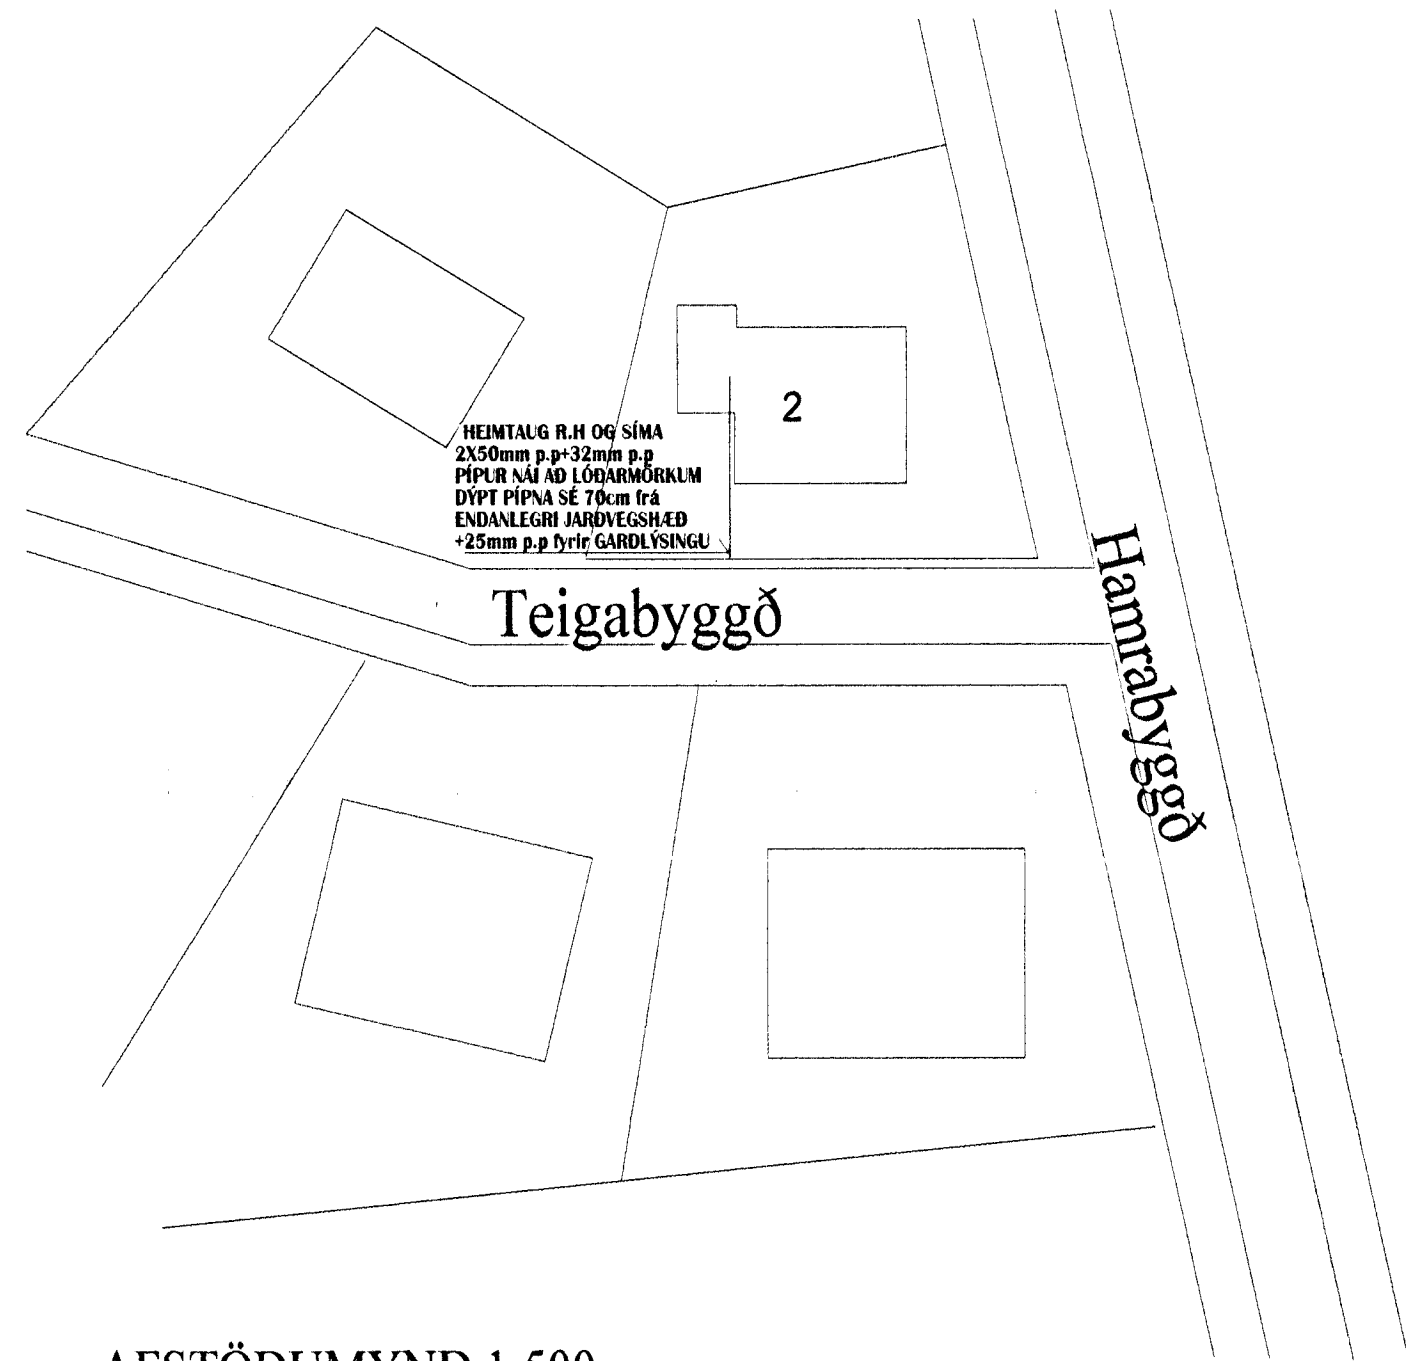 2
HEIMTAUG R.H OG SÍMA
2X50mm p.p+32mm p.p
PÍPUR NÁI AÐ LÓÐARMÖRKUM
DÝPT PÍPNA SÉ 70cm frá
ENDANLEGRI JARÐVEGSHÆÐ
+25mm p.p fyrir GARÐLÝSINGU
Teigabyggð
Hamrabyggð
AFSTÖÐUMYND 1:500